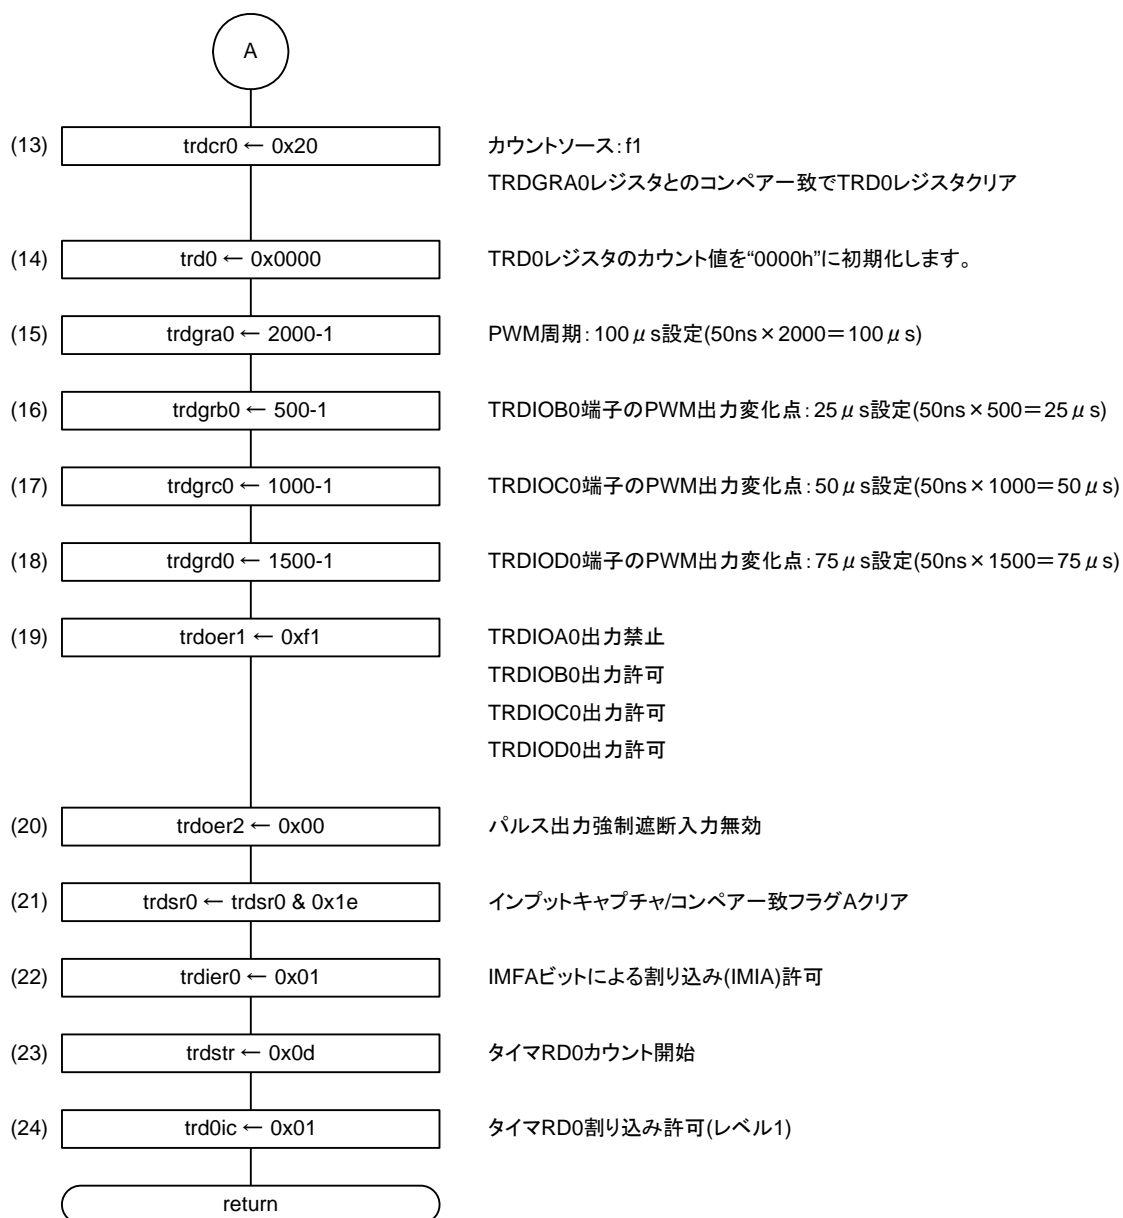 A
(13) trdcr0 ← 0x20 カウントソース：f1
TRDGRA0レジスタとのコンペア一致でTRD0レジスタクリア
(14) trd0 ← 0x0000 TRD0レジスタのカウント値を“0000h”に初期化します。
(15) trdgra0 ← 2000-1 PWM周期：100μs設定(50ns×2000＝100μs)
(16) trdgrb0 ← 500-1 TRDIOB0端子のPWM出力変化点：25μs設定(50ns×500＝25μs)
(17) trdgrc0 ← 1000-1 TRDIOC0端子のPWM出力変化点：50μs設定(50ns×1000＝50μs)
(18) trdgrd0 ← 1500-1 TRDIOD0端子のPWM出力変化点：75μs設定(50ns×1500＝75μs)
(19) trdoer1 ← 0xf1 TRDIOA0出力禁止
TRDIOB0出力許可
TRDIOC0出力許可
TRDIOD0出力許可
(20) trdoer2 ← 0x00 パルス出力強制遮断入力無効
(21) trdsr0 ← trdsr0 & 0x1e インプットキャプチャ/コンペア一致フラグAクリア
(22) trdier0 ← 0x01 IMFAビットによる割り込み(IMIA)許可
(23) trdstr ← 0x0d タイマRD0カウント開始
(24) trd0ic ← 0x01 タイマRD0割り込み許可(レベル1)
return